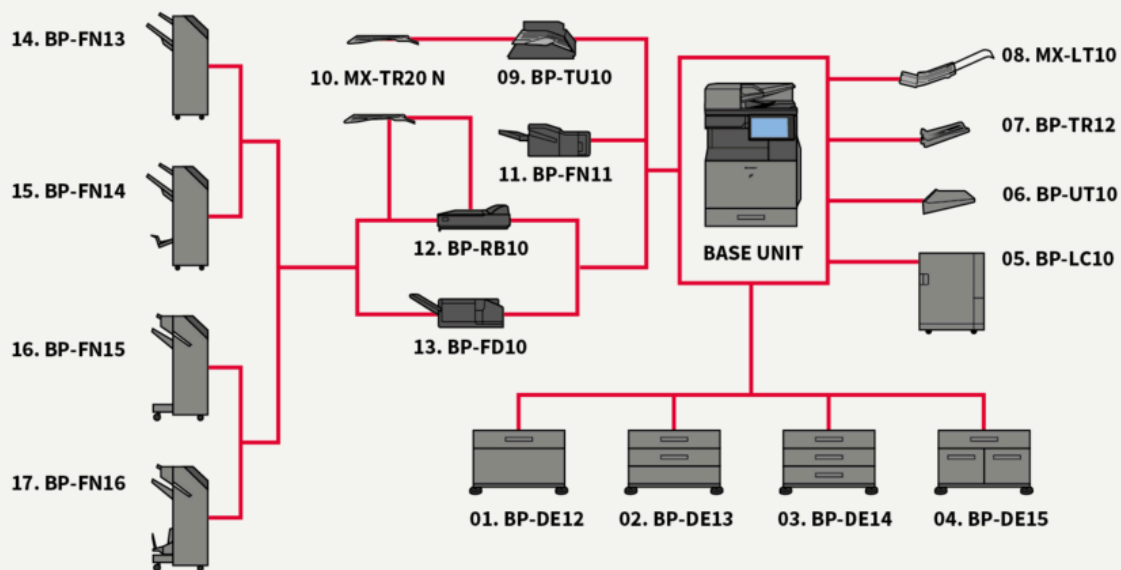 14. BP-FN13
10. MX-TR20 N
09. BP-TU10
08. MX-LT10
07. BP-TR12
11. BP-FN11
15. BP-FN14
06. BP-UT10
12. BP-RB10
BASE UNIT
05. BP-LC10
16. BP-FN15
13. BP-FD10
17. BP-FN16
01. BP-DE12
02. BP-DE13
03. BP-DE14
04. BP-DE15